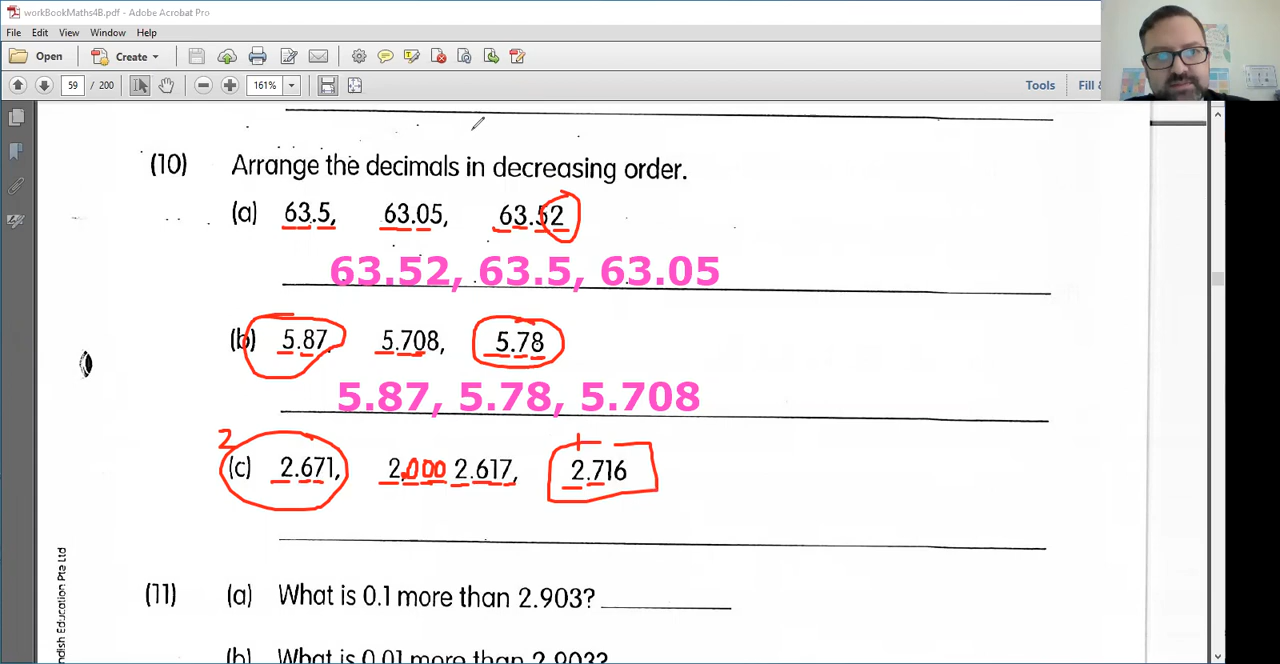 workBookMaths4B.pdf - Adobe Acrobat Pro
File Edit View Window Help
Open Create
59 / 200 161% Tools Fill &
(10) Arrange the decimals in decreasing order.
(a) 63.5, 63.05, 63.52
63.52, 63.5, 63.05
(b) 5.87, 5.708, 5.78
5.87, 5.78, 5.708
2 1
(c) 2.671, 2.000 2.617, 2.716
(11) (a) What is 0.1 more than 2.903?
(b) What is 0.01 more than 2.903?
Education Pte Ltd